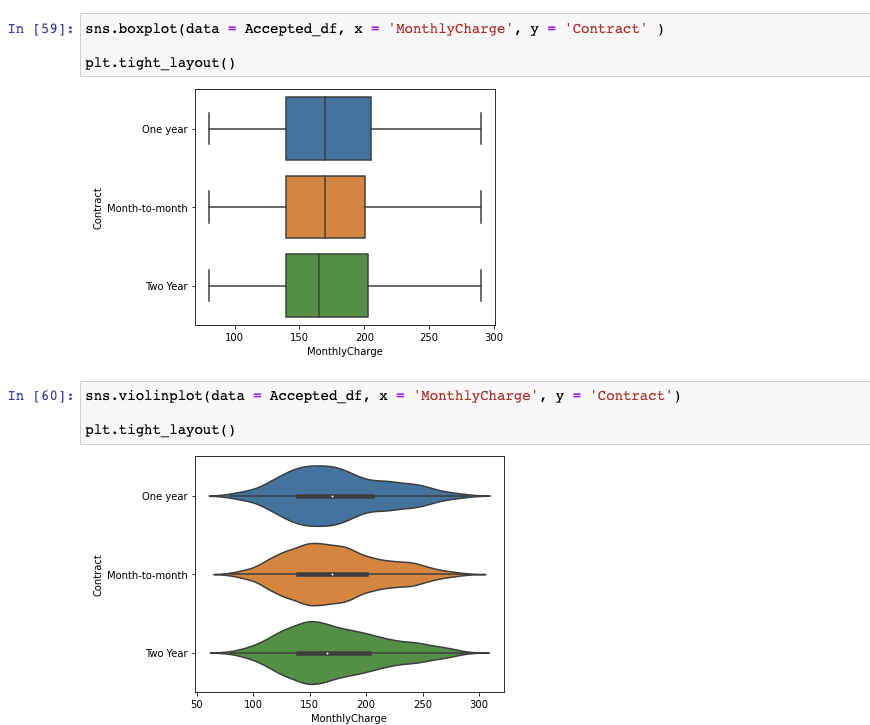 In [59]: sns.boxplot(data = Accepted_df, x = 'MonthlyCharge', y = 'Contract' )
plt.tight_layout()
One year
Month-to-month
Two Year
Contract
100 150 200 250 300
MonthlyCharge
In [60]: sns.violinplot(data = Accepted_df, x = 'MonthlyCharge', y = 'Contract')
plt.tight_layout()
One year
Month-to-month
Two Year
Contract
50 100 150 200 250 300
MonthlyCharge